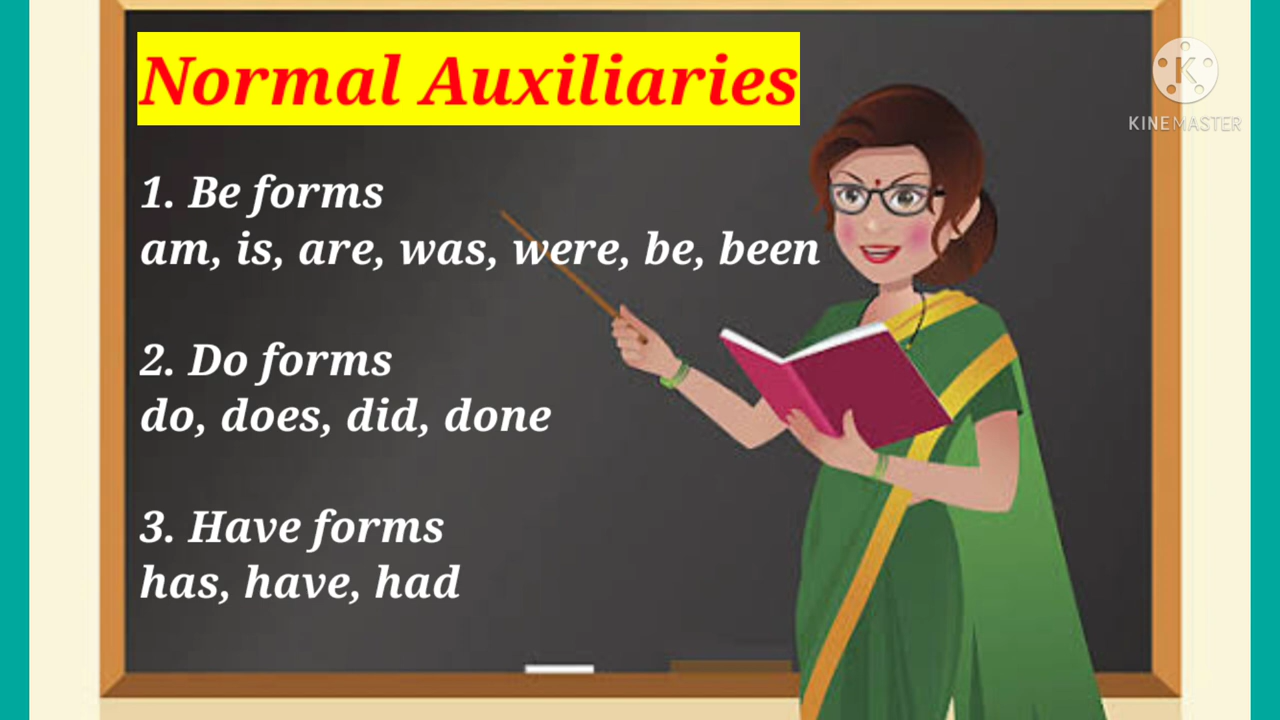 Normal Auxiliaries
K
KINEMASTER
1. Be forms
am, is, are, was, were, be, been
2. Do forms
do, does, did, done
3. Have forms
has, have, had